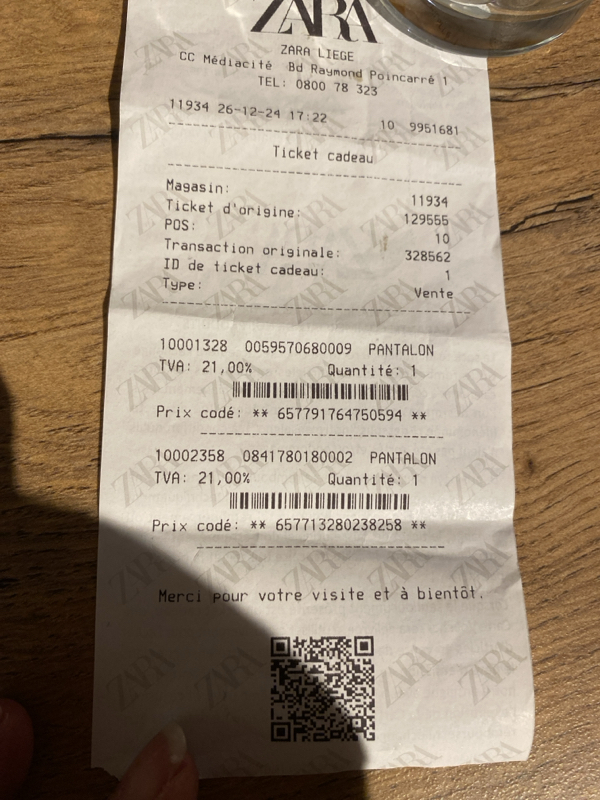 ZARA
ZARA LIEGE
CC Médiacité Bd Raymond Poincarré 1
TEL: 0800 78 323
11934 26-12-24 17:22 10 9951681
Ticket cadeau
Magasin: 11934
Ticket d'origine: 129555
POS: 10
Transaction originale: 328562
ID de ticket cadeau: 1
Type: Vente
10001328 0059570680009 PANTALON
TVA: 21,00% Quantité: 1
Prix codé: ** 657791764750594 **
10002358 0841780180002 PANTALON
TVA: 21,00% Quantité: 1
Prix codé: ** 657713280238258 **
Merci pour votre visite et à bientôt.